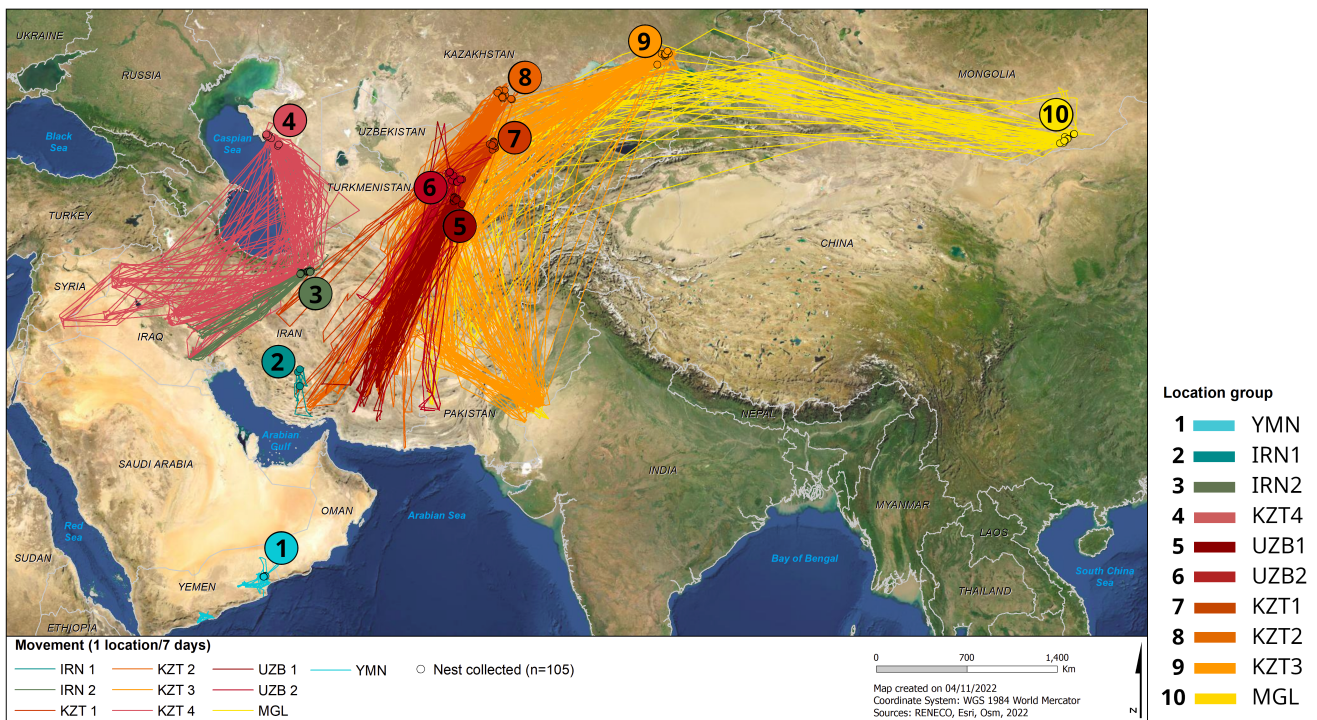 UKRAINE
RUSSIA
KAZAKHSTAN
MONGOLIA
9
8
10
4
7
Black
Sea
Caspian
Sea
UZBEKISTAN
6
TURKMENISTAN
TURKEY
5
CHINA
SYRIA
3
IRAQ
IRAN
2
PAKISTAN
NEPAL
Arabian
Gulf
SAUDI ARABIA
INDIA
OMAN
Arabian Sea
MYANMAR
LAOS
Red
Sea
1
SUDAN
YEMEN
Bay of Bengal
South China
Sea
THAILAND
ETHIOPIA
Location group
1 YMN
2 IRN1
3 IRN2
4 KZT4
5 UZB1
6 UZB2
7 KZT1
8 KZT2
9 KZT3
10 MGL
Movement (1 location/7 days)
IRN 1 KZT 2 UZB 1 YMN Nest collected (n=105)
IRN 2 KZT 3 UZB 2
KZT 1 KZT 4 MGL
0 700 1,400
Km
Map created on 04/11/2022
Coordinate System: WGS 1984 World Mercator
Sources: RENECO, Esri, Osm, 2022
N